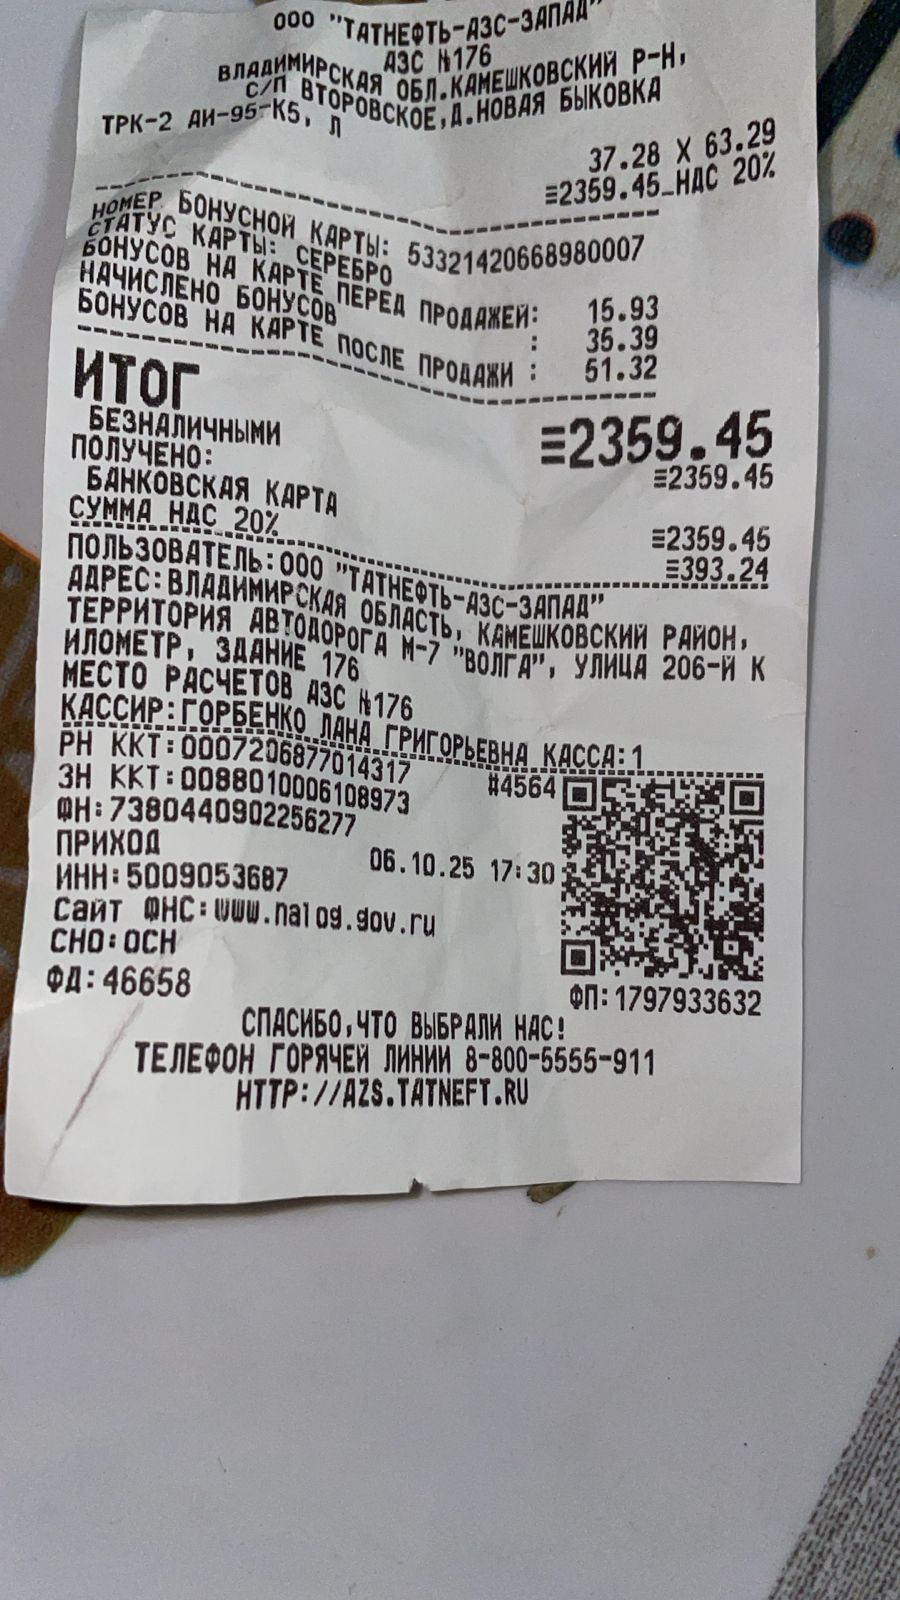 ООО "ТАТНЕФТЬ-АЗС-ЗАПАД"
АЗС №176
ВЛАДИМИРСКАЯ ОБЛ.КАМЕШКОВСКИЙ Р-Н,
С/П ВТОРОВСКОЕ,Д.НОВАЯ БЫКОВКА
ТРК-2 АИ-95-К5, Л
37.28 X 63.29
≡2359.45_НДС 20%
НОМЕР БОНУСНОЙ КАРТЫ: 53321420668980007
СТАТУС КАРТЫ: СЕРЕБРО
БОНУСОВ НА КАРТЕ ПЕРЕД ПРОДАЖЕЙ: 15.93
НАЧИСЛЕНО БОНУСОВ : 35.39
БОНУСОВ НА КАРТЕ ПОСЛЕ ПРОДАЖИ : 51.32
ИТОГ ≡2359.45
БЕЗНАЛИЧНЫМИ ≡2359.45
ПОЛУЧЕНО:
БАНКОВСКАЯ КАРТА ≡2359.45
СУММА НДС 20% ≡393.24
ПОЛЬЗОВАТЕЛЬ:ООО "ТАТНЕФТЬ-АЗС-ЗАПАД"
АДРЕС:ВЛАДИМИРСКАЯ ОБЛАСТЬ, КАМЕШКОВСКИЙ РАЙОН,
ТЕРРИТОРИЯ АВТОДОРОГА М-7 "ВОЛГА", УЛИЦА 206-Й К
ИЛОМЕТР, ЗДАНИЕ 176
МЕСТО РАСЧЕТОВ АЗС №176
КАССИР:ГОРБЕНКО ЛАНА ГРИГОРЬЕВНА КАССА:1
РН ККТ:0007206877014317 #4564
ЗН ККТ:0088010006108973
ФН:7380440902256277
ПРИХОД 06.10.25 17:30
ИНН:5009053687
Сайт ФНС:www.nalog.gov.ru
СНО:ОСН
ФД:46658 ФП:1797933632
СПАСИБО,ЧТО ВЫБРАЛИ НАС!
ТЕЛЕФОН ГОРЯЧЕЙ ЛИНИИ 8-800-5555-911
HTTP://AZS.TATNEFT.RU